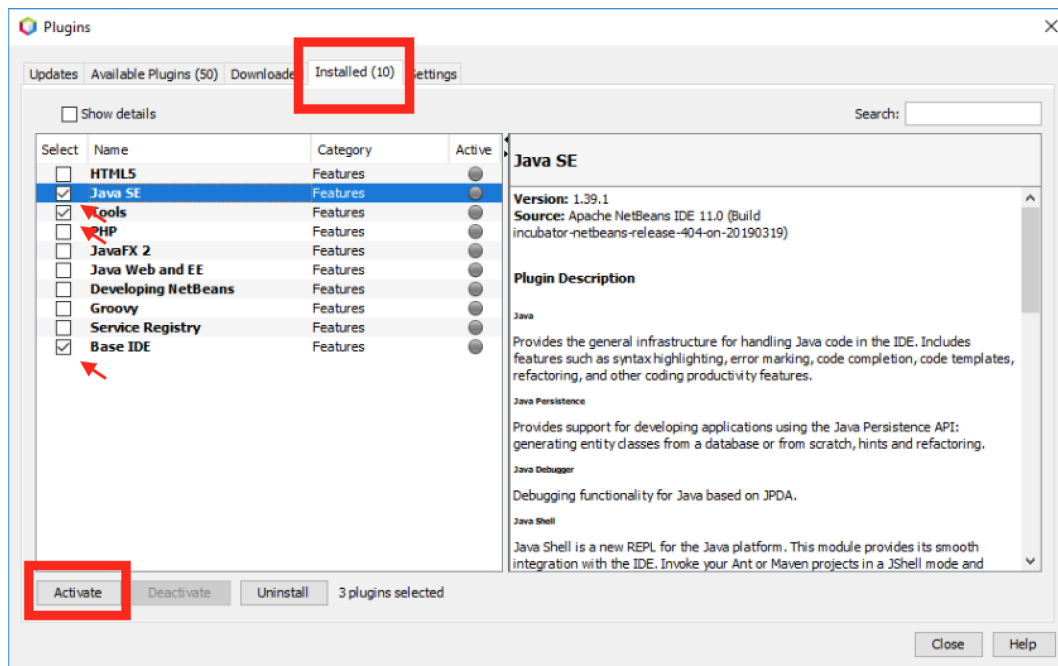 Plugins
Updates Available Plugins (50) Downloade Installed (10) Settings
Show details Search:
Select Name Category Active
HTML5 Features
Java SE Features
Tools Features
PHP Features
JavaFX 2 Features
Java Web and EE Features
Developing NetBeans Features
Groovy Features
Service Registry Features
Base IDE Features
Java SE
Version: 1.39.1
Source: Apache NetBeans IDE 11.0 (Build
incubator-netbeans-release-404-on-20190319)
Plugin Description
Java
Provides the general infrastructure for handling Java code in the IDE. Includes
features such as syntax highlighting, error marking, code completion, code templates,
refactoring, and other coding productivity features.
Java Persistence
Provides support for developing applications using the Java Persistence API:
generating entity classes from a database or from scratch, hints and refactoring.
Java Debugger
Debugging functionality for Java based on JPDA.
Java Shell
Java Shell is a new REPL for the Java platform. This module provides its smooth
integration with the IDE. Invoke your Ant or Maven projects in a JShell mode and
Activate Deactivate Uninstall 3 plugins selected
Close Help